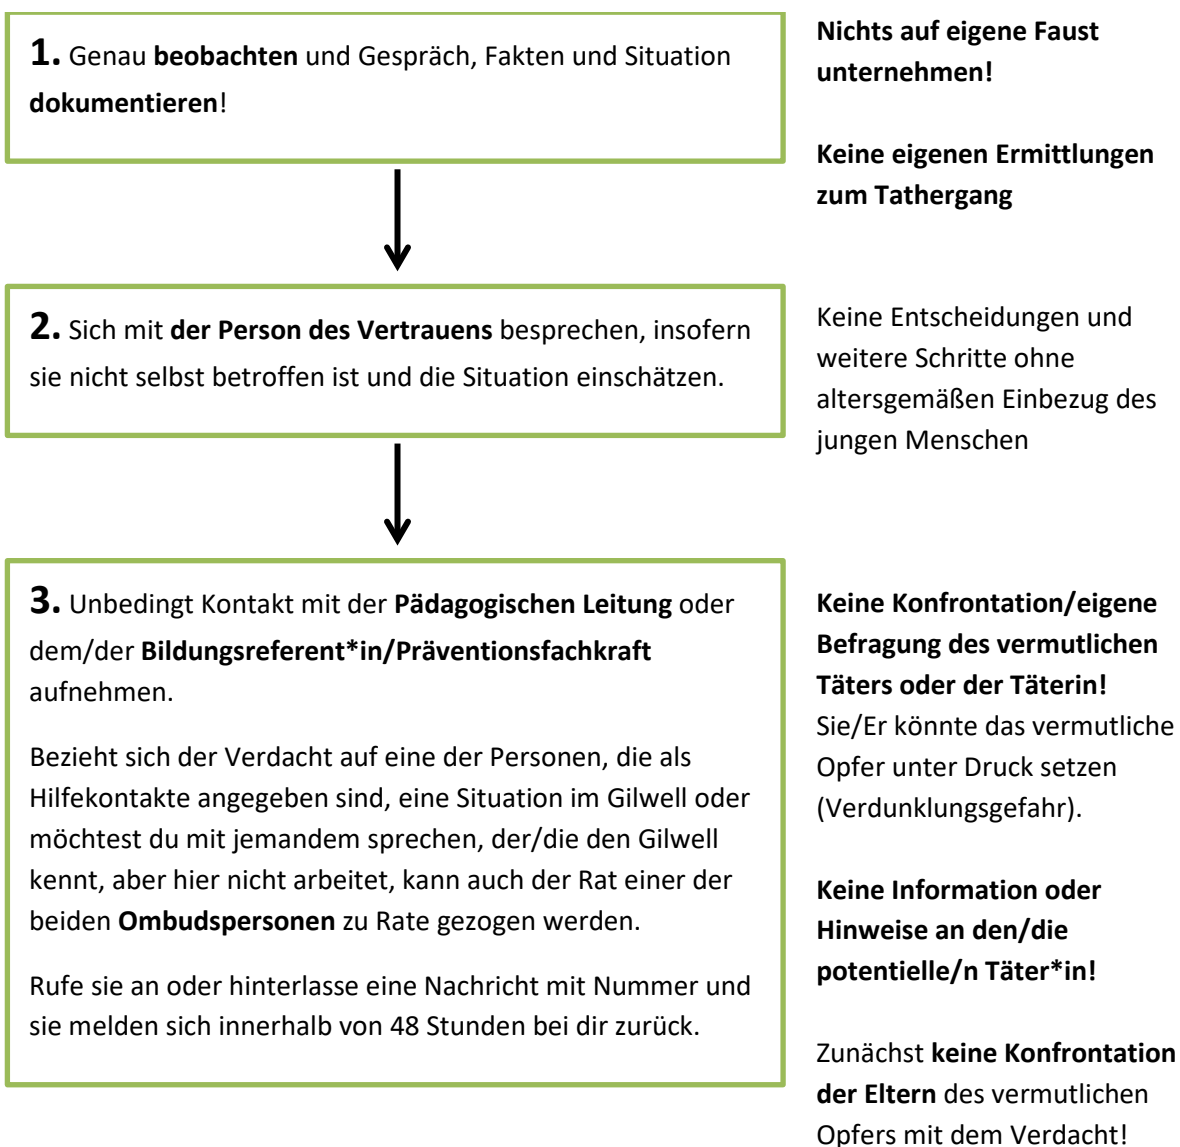 1. Genau beobachten und Gespräch, Fakten und Situation
dokumentieren!
Nichts auf eigene Faust
unternehmen!
Keine eigenen Ermittlungen
zum Tathergang
2. Sich mit der Person des Vertrauens besprechen, insofern
sie nicht selbst betroffen ist und die Situation einschätzen.
Keine Entscheidungen und
weitere Schritte ohne
altersgemäßen Einbezug des
jungen Menschen
3. Unbedingt Kontakt mit der Pädagogischen Leitung oder
dem/der Bildungsreferent*in/Präventionsfachkraft
aufnehmen.
Bezieht sich der Verdacht auf eine der Personen, die als
Hilfekontakte angegeben sind, eine Situation im Gilwell oder
möchtest du mit jemandem sprechen, der/die den Gilwell
kennt, aber hier nicht arbeitet, kann auch der Rat einer der
beiden Ombudspersonen zu Rate gezogen werden.
Rufe sie an oder hinterlasse eine Nachricht mit Nummer und
sie melden sich innerhalb von 48 Stunden bei dir zurück.
Keine Konfrontation/eigene
Befragung des vermutlichen
Täters oder der Täterin!
Sie/Er könnte das vermutliche
Opfer unter Druck setzen
(Verdunklungsgefahr).
Keine Information oder
Hinweise an den/die
potentielle/n Täter*in!
Zunächst keine Konfrontation
der Eltern des vermutlichen
Opfers mit dem Verdacht!